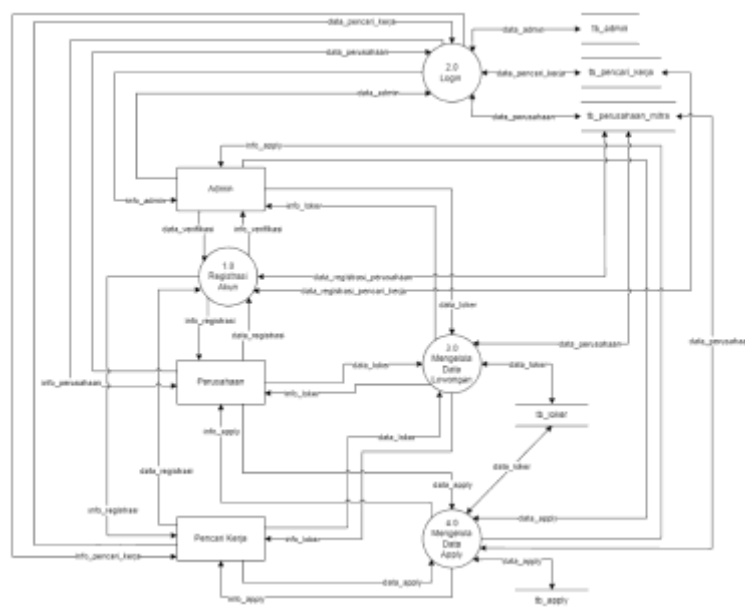 data_pencari_kerja
data_perusahaan
data_admin
2.0
Login
data_admin
tb_admin
data_pencari_kerja
tb_pencari_kerja
data_perusahaan
tb_perusahaan_mitra
info_apply
Admin
info_admin
info_loker
data_verifikasi
info_verifikasi
1.0
Registrasi
Akun
data_registrasi_perusahaan
data_registrasi_pencari_kerja
data_loker
info_registrasi
data_registrasi
3.0
Mengelola
Data
Lowongan
data_perusahaan
data_perusahaan
data_loker
info_perusahaan
Perusahaan
data_loker
info_loker
tb_loker
info_apply
data_loker
data_loker
data_registrasi
data_apply
info_registrasi
4.0
Mengelola
Data
Apply
data_apply
Pencari Kerja
info_loker
info_pencari_kerja
data_apply
data_apply
info_apply
tb_apply